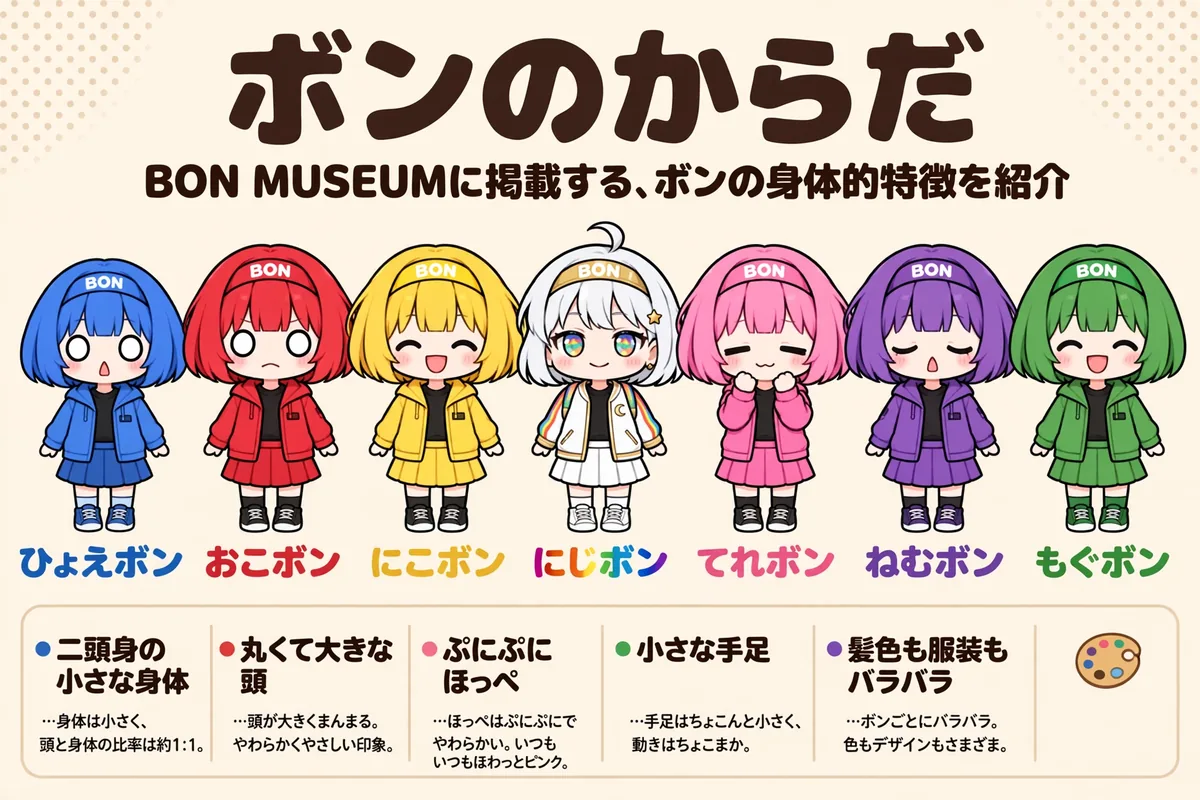 ボンのからだ
BON MUSEUMに掲載する、ボンの身体的特徴を紹介
BON
BON
BON
BON
BON
BON
BON
ひょえボン
おこボン
にこボン
にじボン
てれボン
ねむボン
もぐボン
二頭身の
小さな身体
…身体は小さく、
頭と身体の比率は約1:1。
丸くて大きな
頭
…頭が大きくまんまる。
やわらかくやさしい印象。
ぷにぷに
ほっぺ
…ほっぺはぷにぷにで
やわらかい。いつも
いつもほわっとピンク。
小さな手足
…手足はちょこんと小さく、
動きはちょこまか。
髪色も服装も
バラバラ
…ボンごとにバラバラ。
色もデザインもさまざま。